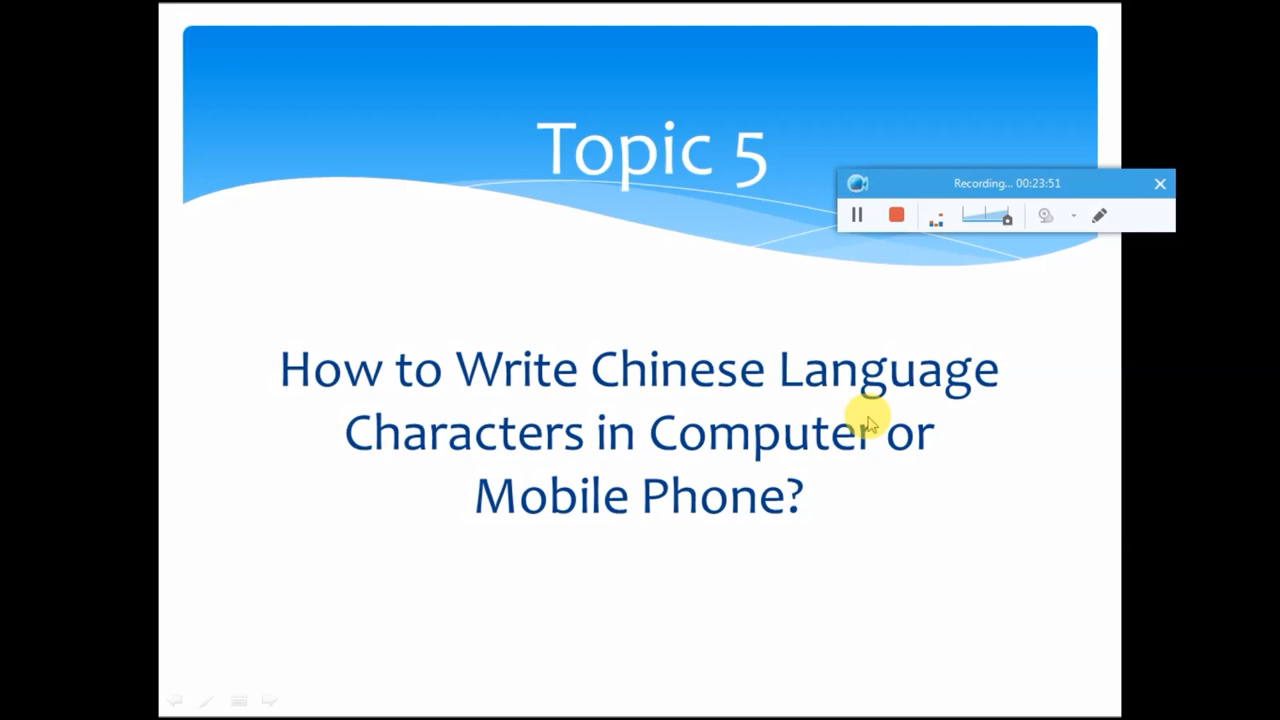 Topic 5
Recording... 00:23:51
How to Write Chinese Language
Characters in Computer or
Mobile Phone?